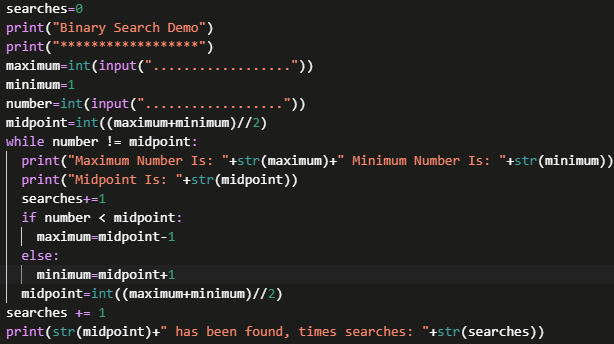 searches=0
print("Binary Search Demo")
print("******************")
maximum=int(input(".................."))
minimum=1
number=int(input(".................."))
midpoint=int((maximum+minimum)//2)
while number != midpoint:
  print("Maximum Number Is: "+str(maximum)+" Minimum Number Is: "+str(minimum))
  print("Midpoint Is: "+str(midpoint))
  searches+=1
  if number < midpoint:
    maximum=midpoint-1
  else:
    minimum=midpoint+1
  midpoint=int((maximum+minimum)//2)
searches += 1
print(str(midpoint)+" has been found, times searches: "+str(searches))